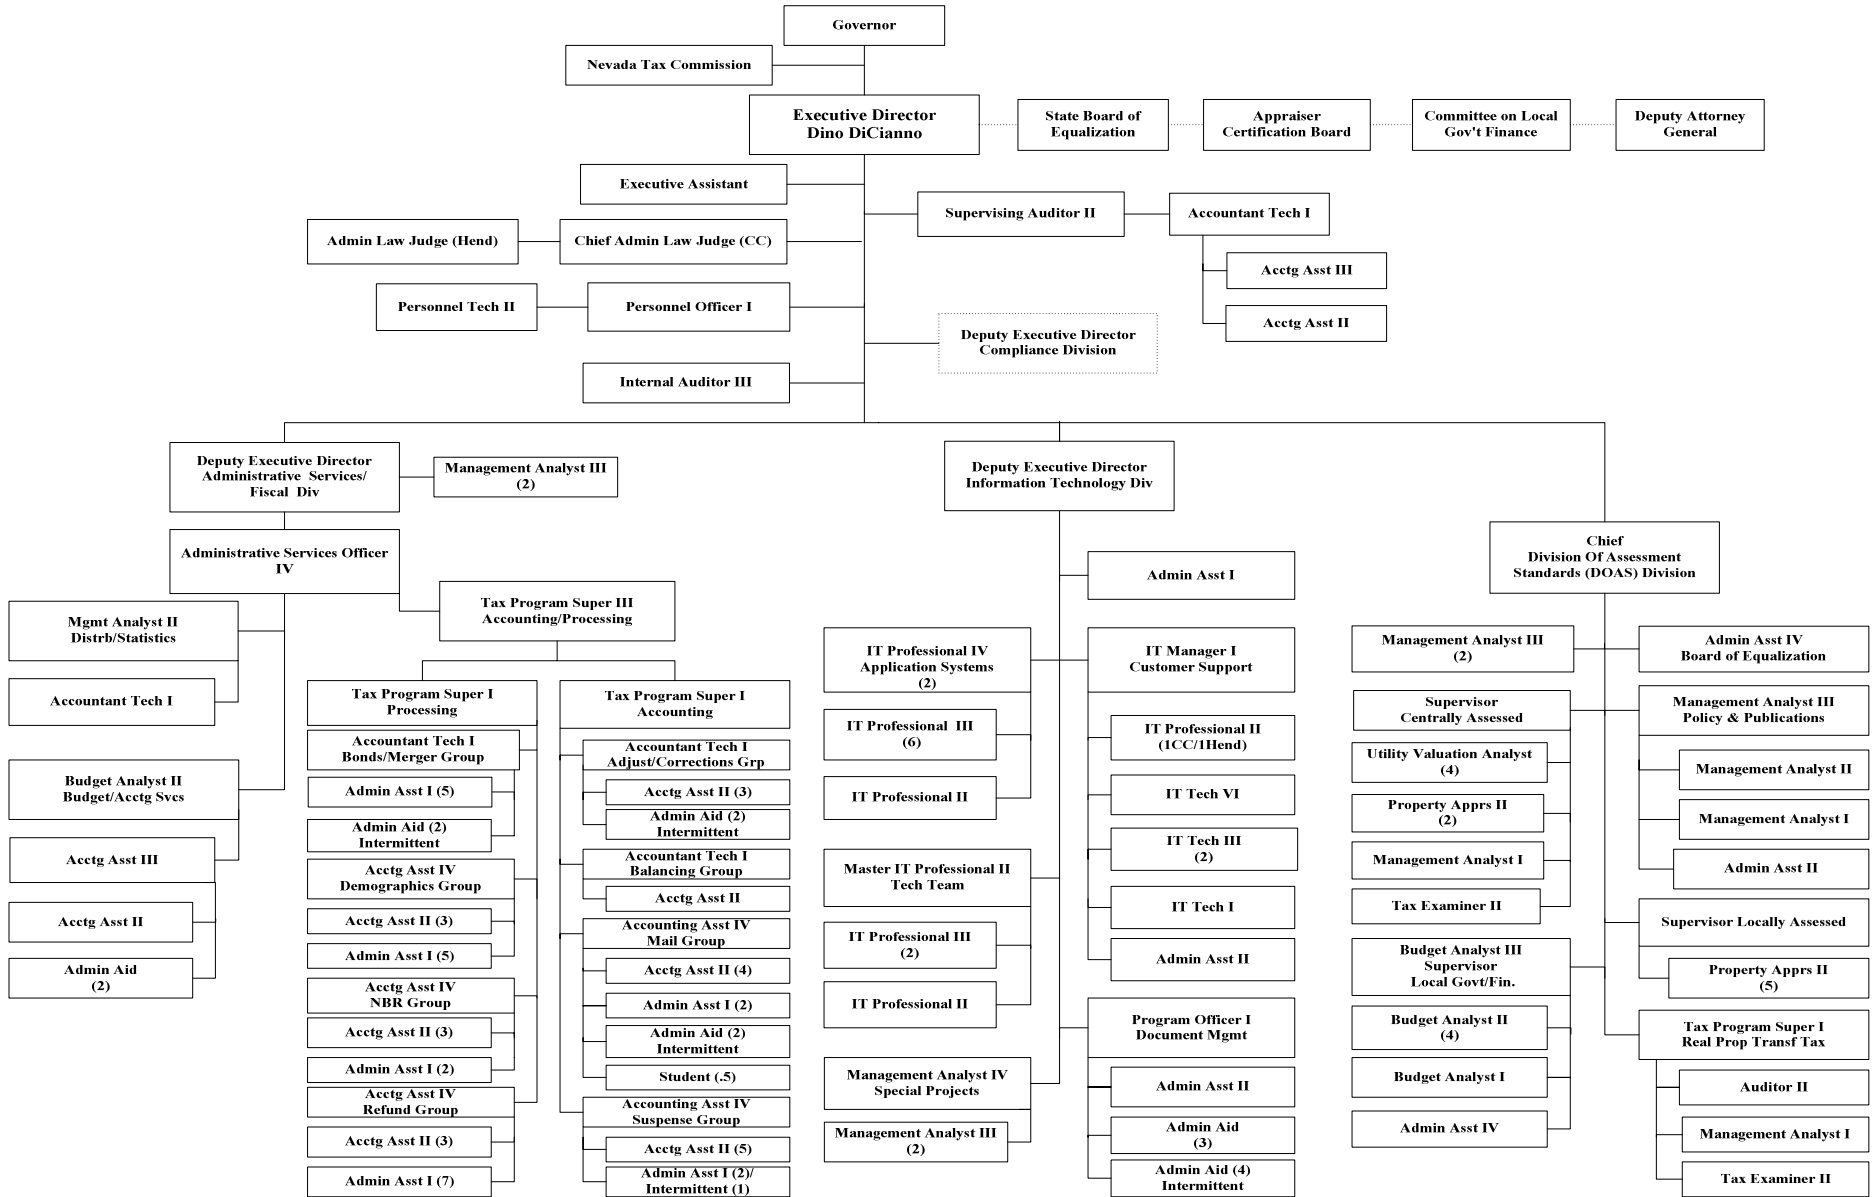 Governor
Nevada Tax Commission
Executive Director
Dino DiCianno
State Board of
Equalization
Appraiser
Certification Board
Committee on Local
Gov't Finance
Deputy Attorney
General
Executive Assistant
Supervising Auditor II
Accountant Tech I
Admin Law Judge (Hend)
Chief Admin Law Judge (CC)
Acctg Asst III
Personnel Tech II
Personnel Officer I
Acctg Asst II
Deputy Executive Director
Compliance Division
Internal Auditor III
Deputy Executive Director
Administrative Services/
Fiscal Div
Management Analyst III
(2)
Administrative Services Officer
IV
Mgmt Analyst II
Distrb/Statistics
Accountant Tech I
Budget Analyst II
Budget/Acctg Svcs
Acctg Asst III
Acctg Asst II
Admin Aid
(2)
Tax Program Super III
Accounting/Processing
Tax Program Super I
Processing
Accountant Tech I
Bonds/Merger Group
Admin Asst I (5)
Admin Aid (2)
Intermittent
Acctg Asst IV
Demographics Group
Acctg Asst II (3)
Admin Asst I (5)
Acctg Asst IV
NBR Group
Acctg Asst II (3)
Admin Asst I (2)
Acctg Asst IV
Refund Group
Acctg Asst II (3)
Admin Asst I (7)
Tax Program Super I
Accounting
Accountant Tech I
Adjust/Corrections Grp
Acctg Asst II (3)
Admin Aid (2)
Intermittent
Accountant Tech I
Balancing Group
Acctg Asst II
Accounting Asst IV
Mail Group
Acctg Asst II (4)
Admin Asst I (2)
Admin Aid (2)
Intermittent
Student (.5)
Accounting Asst IV
Suspense Group
Acctg Asst II (5)
Admin Asst I (2)/
Intermittent (1)
Deputy Executive Director
Information Technology Div
Admin Asst I
IT Professional IV
Application Systems
(2)
IT Professional III
(6)
IT Professional II
Master IT Professional II
Tech Team
IT Professional III
(2)
IT Professional II
Management Analyst IV
Special Projects
Management Analyst III
(2)
IT Manager I
Customer Support
IT Professional II
(1CC/1Hend)
IT Tech VI
IT Tech III
(2)
IT Tech I
Admin Asst II
Program Officer I
Document Mgmt
Admin Asst II
Admin Aid
(3)
Admin Aid (4)
Intermittent
Chief
Division Of Assessment
Standards (DOAS) Division
Management Analyst III
(2)
Supervisor
Centrally Assessed
Utility Valuation Analyst
(4)
Property Apprs II
(2)
Management Analyst I
Tax Examiner II
Budget Analyst III
Supervisor
Local Govt/Fin.
Budget Analyst II
(4)
Budget Analyst I
Admin Asst IV
Admin Asst IV
Board of Equalization
Management Analyst III
Policy & Publications
Management Analyst II
Management Analyst I
Admin Asst II
Supervisor Locally Assessed
Property Apprs II
(5)
Tax Program Super I
Real Prop Transf Tax
Auditor II
Management Analyst I
Tax Examiner II